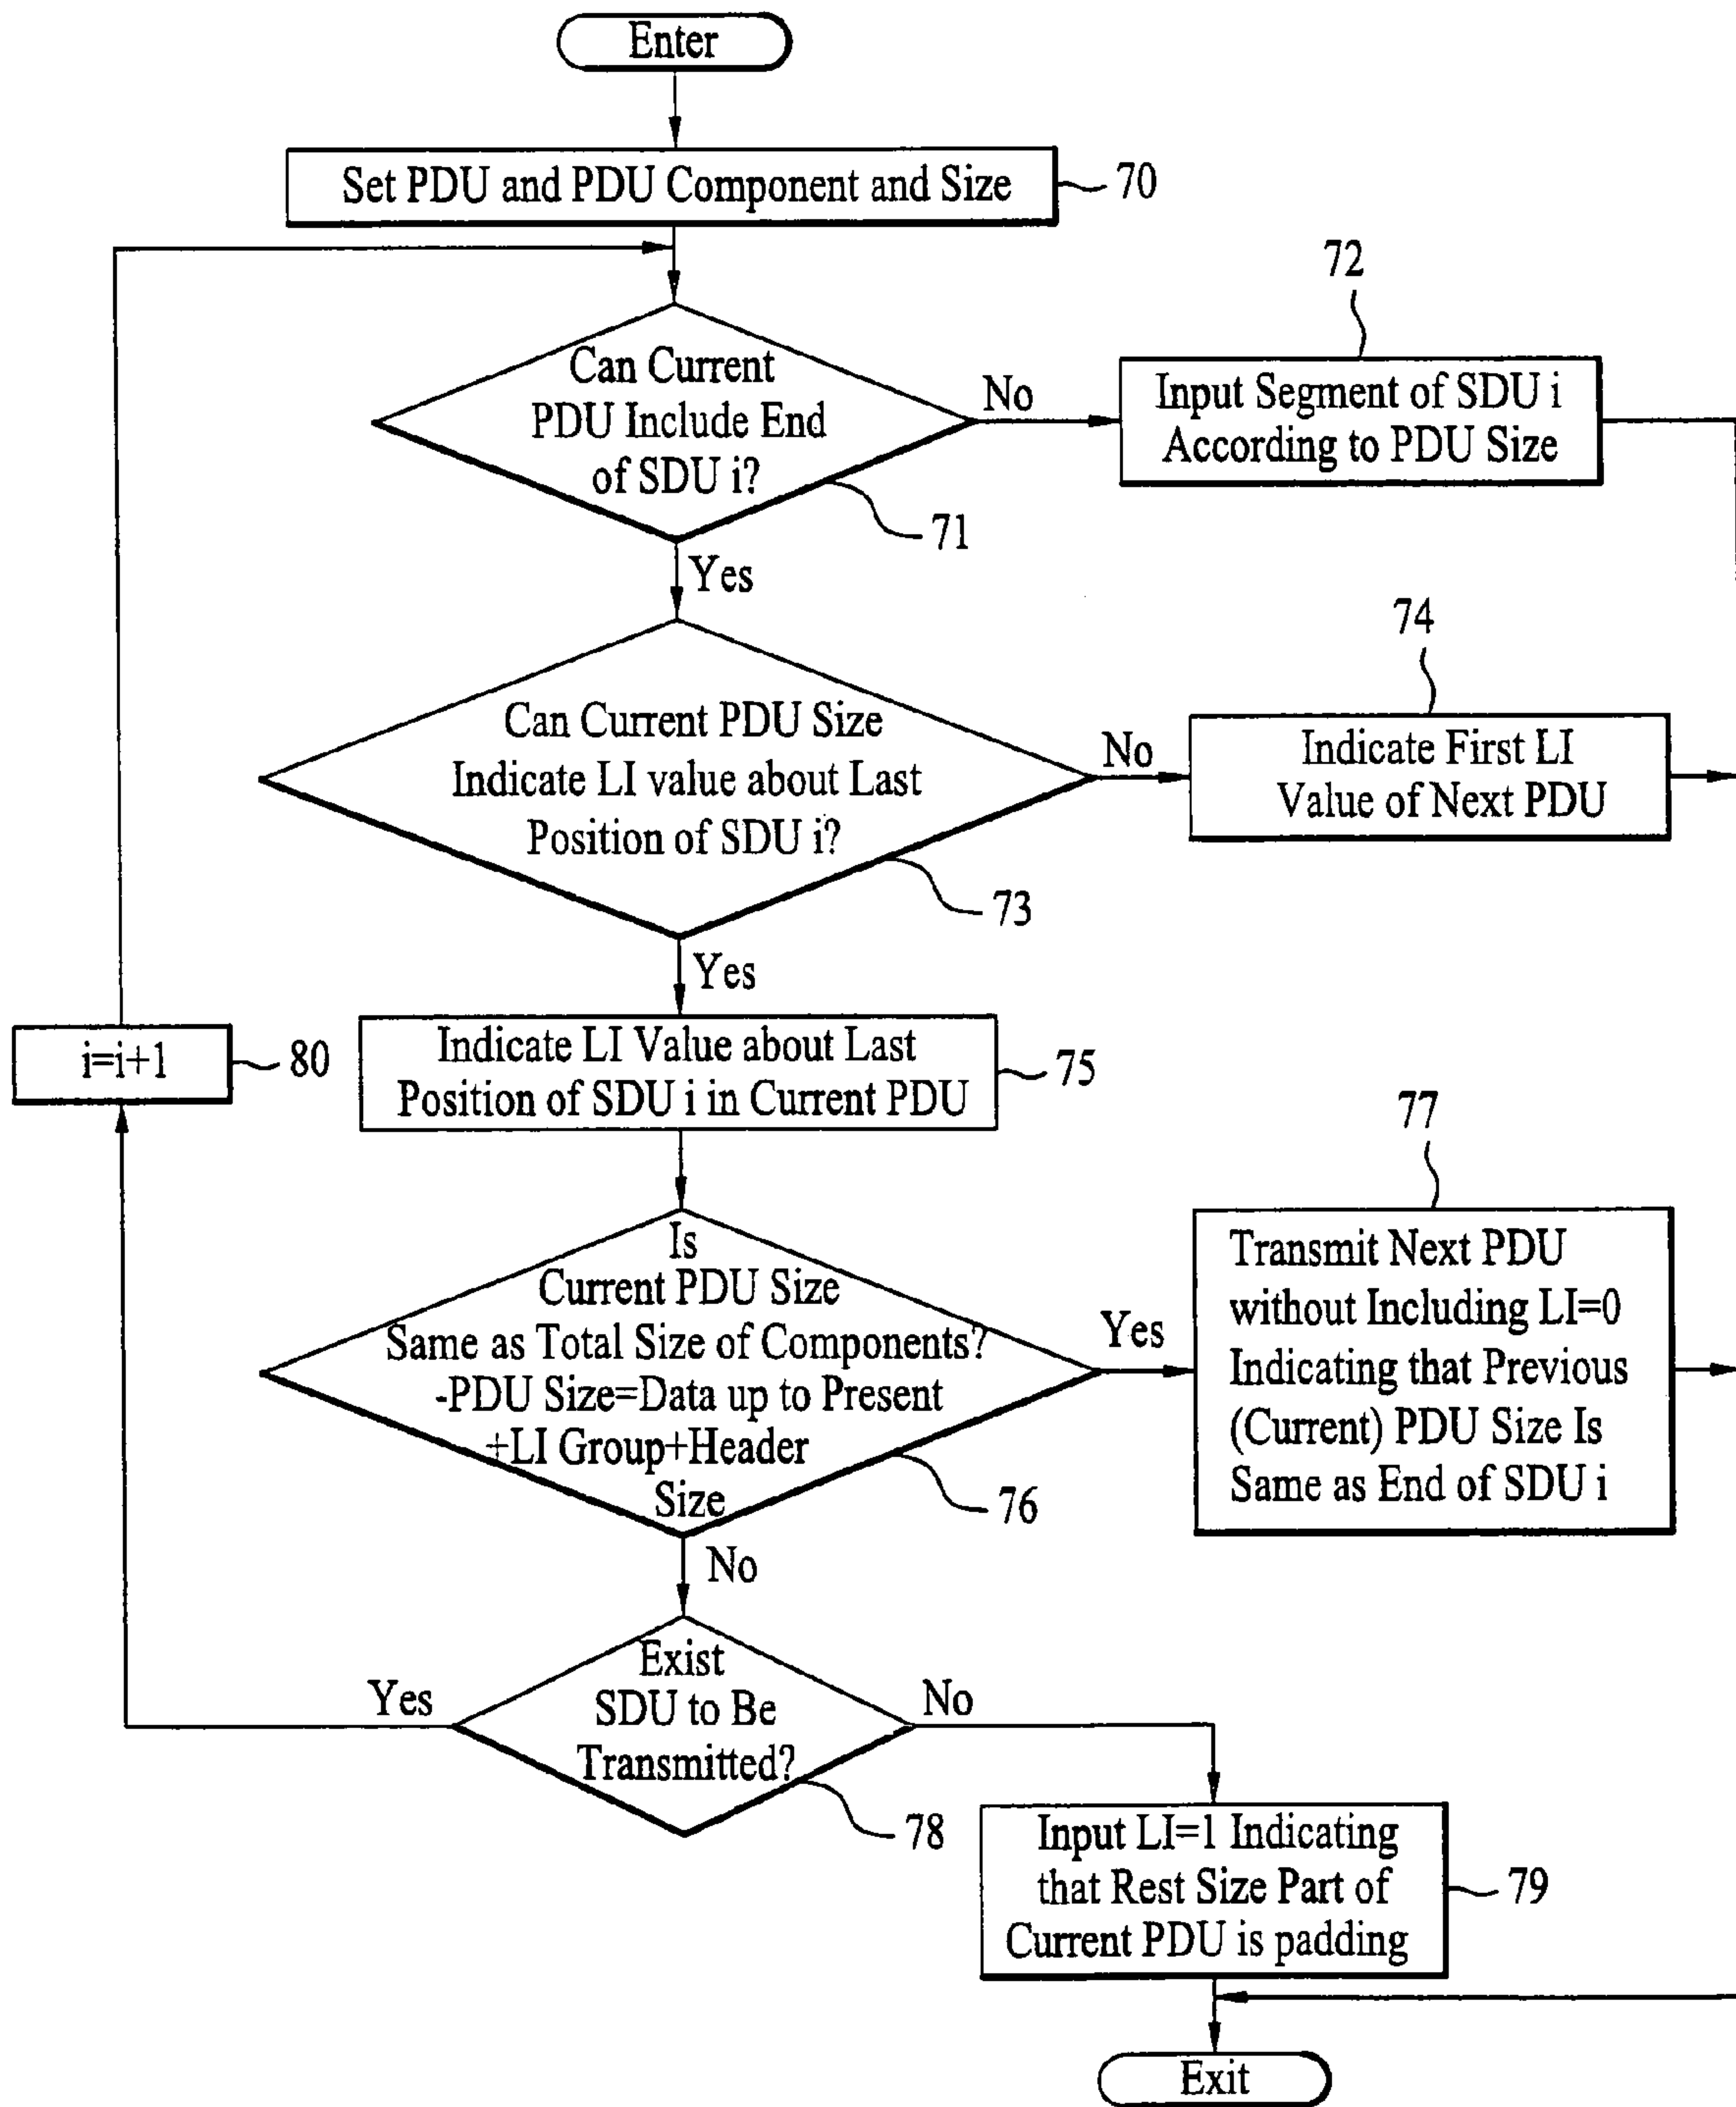 Enter
Set PDU and PDU Component and Size
70
Can Current
PDU Include End
of SDU i?
71
No
72
Input Segment of SDU i
According to PDU Size
Yes
Can Current PDU Size
Indicate LI value about Last
Position of SDU i?
73
No
74
Indicate First LI
Value of Next PDU
Yes
Indicate LI Value about Last
Position of SDU i in Current PDU
75
i=i+1
80
Is
Current PDU Size
Same as Total Size of Components?
-PDU Size=Data up to Present
+LI Group+Header
Size
76
Yes
77
Transmit Next PDU
without Including LI=0
Indicating that Previous
(Current) PDU Size Is
Same as End of SDU i
No
Exist
SDU to Be
Transmitted?
78
Yes
No
Input LI=1 Indicating
that Rest Size Part of
Current PDU is padding
79
Exit